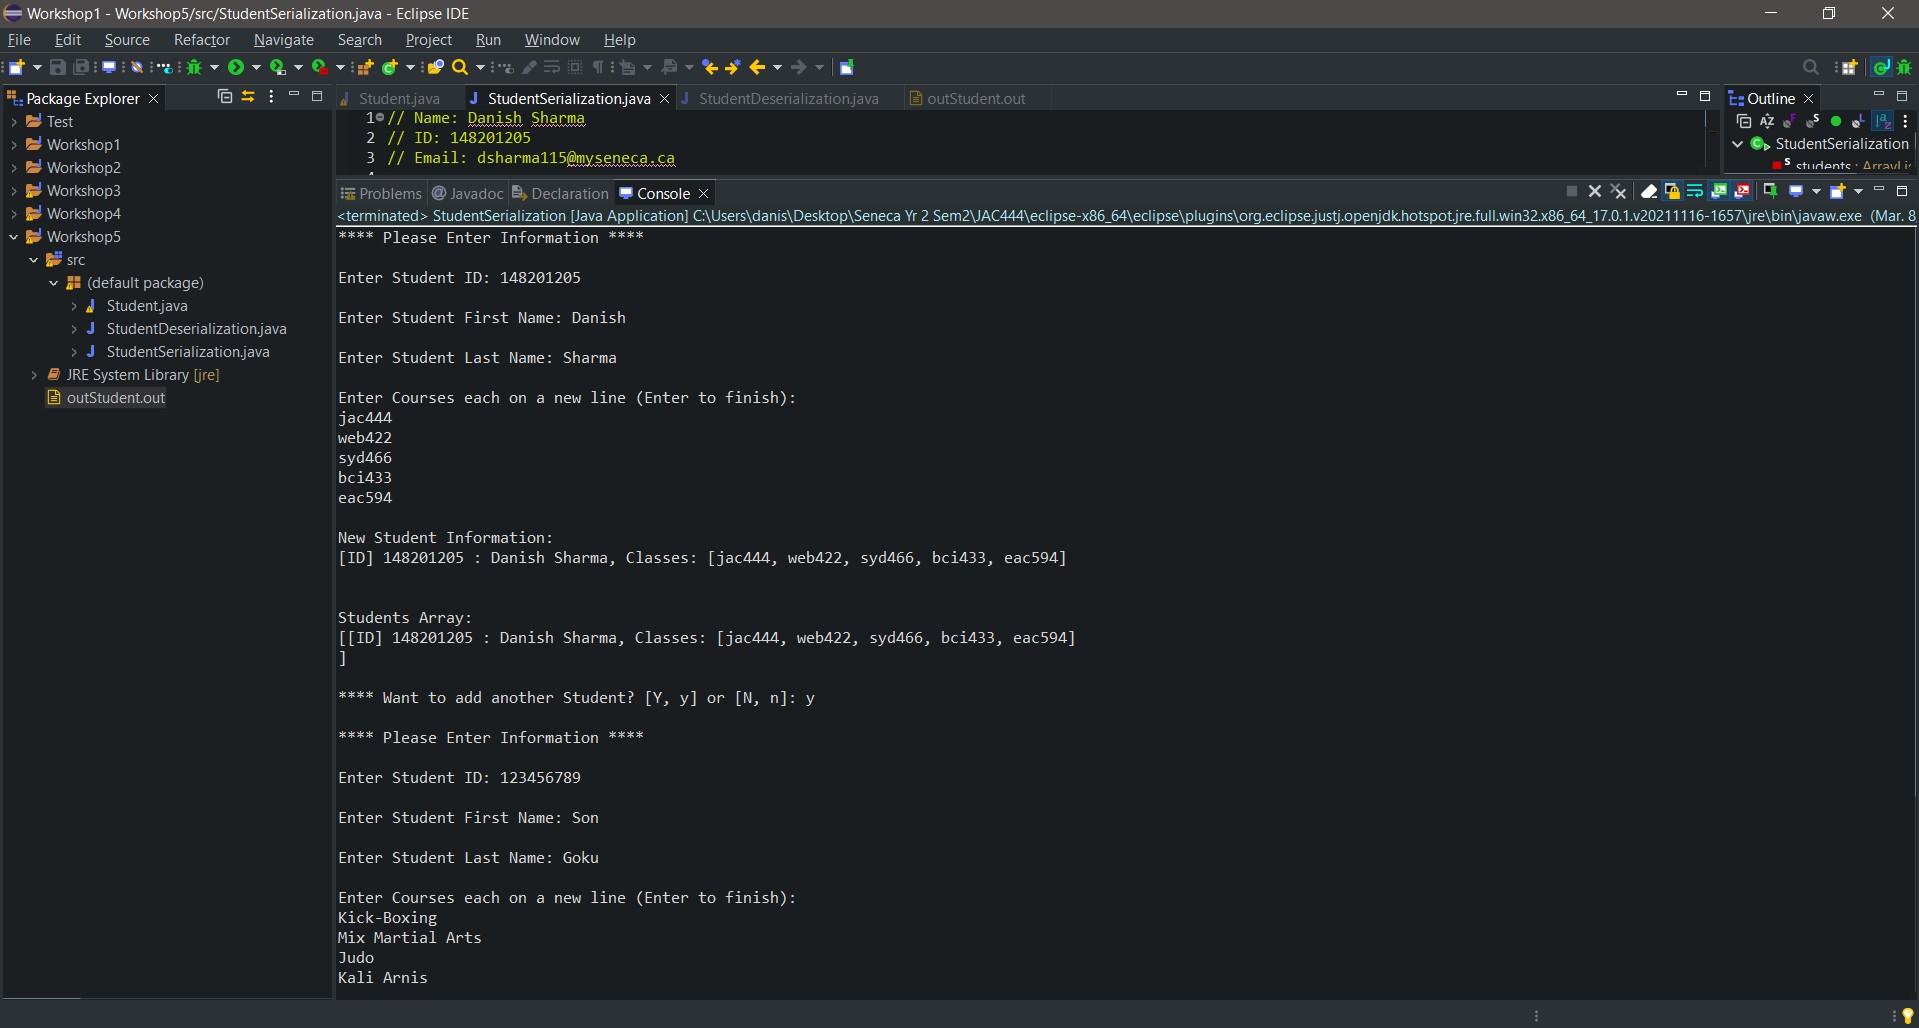 Workshop1 - Workshop5/src/StudentSerialization.java - Eclipse IDE
File Edit Source Refactor Navigate Search Project Run Window Help
Package Explorer
Test
Workshop1
Workshop2
Workshop3
Workshop4
Workshop5
src
(default package)
Student.java
StudentDeserialization.java
StudentSerialization.java
JRE System Library [jre]
outStudent.out
Student.java StudentSerialization.java StudentDeserialization.java outStudent.out
1 // Name: Danish Sharma
2 // ID: 148201205
3 // Email: dsharma115@myseneca.ca
Outline
StudentSerialization
students : ArrayLis
Problems @ Javadoc Declaration Console
<terminated> StudentSerialization [Java Application] C:\Users\danis\Desktop\Seneca Yr 2 Sem2\JAC444\eclipse-x86_64\eclipse\plugins\org.eclipse.justj.openjdk.hotspot.jre.full.win32.x86_64_17.0.1.v20211116-1657\jre\bin\javaw.exe (Mar. 8,
**** Please Enter Information ****
Enter Student ID: 148201205
Enter Student First Name: Danish
Enter Student Last Name: Sharma
Enter Courses each on a new line (Enter to finish):
jac444
web422
syd466
bci433
eac594
New Student Information:
[ID] 148201205 : Danish Sharma, Classes: [jac444, web422, syd466, bci433, eac594]
Students Array:
[[ID] 148201205 : Danish Sharma, Classes: [jac444, web422, syd466, bci433, eac594]
]
**** Want to add another Student? [Y, y] or [N, n]: y
**** Please Enter Information ****
Enter Student ID: 123456789
Enter Student First Name: Son
Enter Student Last Name: Goku
Enter Courses each on a new line (Enter to finish):
Kick-Boxing
Mix Martial Arts
Judo
Kali Arnis